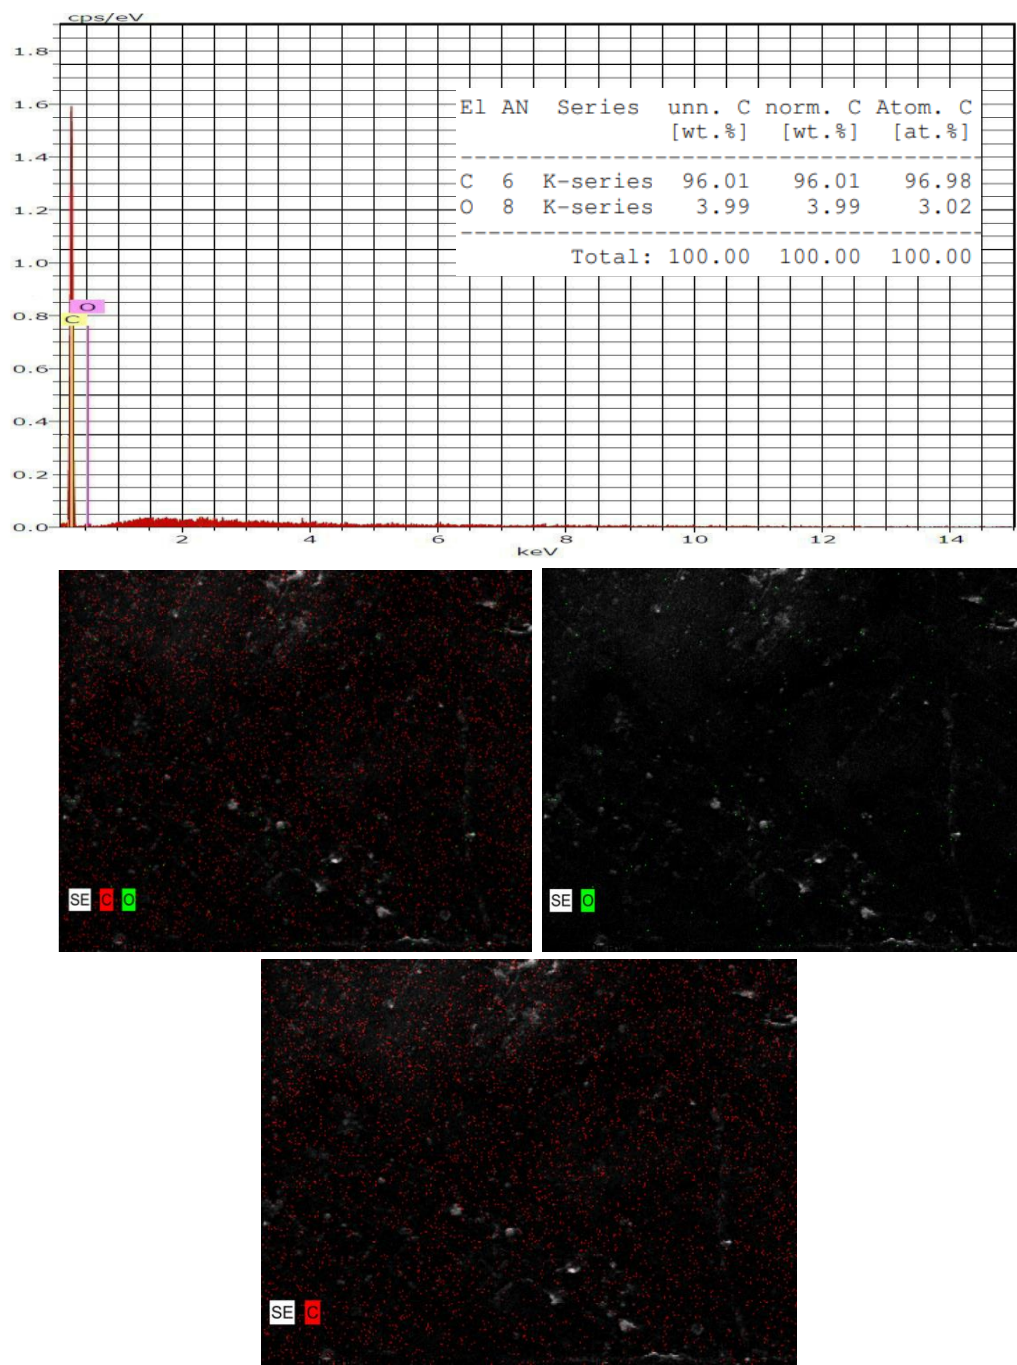 cps/eV
1.8
1.6
1.4
1.2
1.0
0.8
0.6
0.4
0.2
0.0
El AN Series unn. C norm. C Atom. C
[wt.%] [wt.%] [at.%]
C 6 K-series 96.01 96.01 96.98
O 8 K-series 3.99 3.99 3.02
Total: 100.00 100.00 100.00
O
C
2 4 6 8 10 12 14
keV
SE C O
SE O
SE C